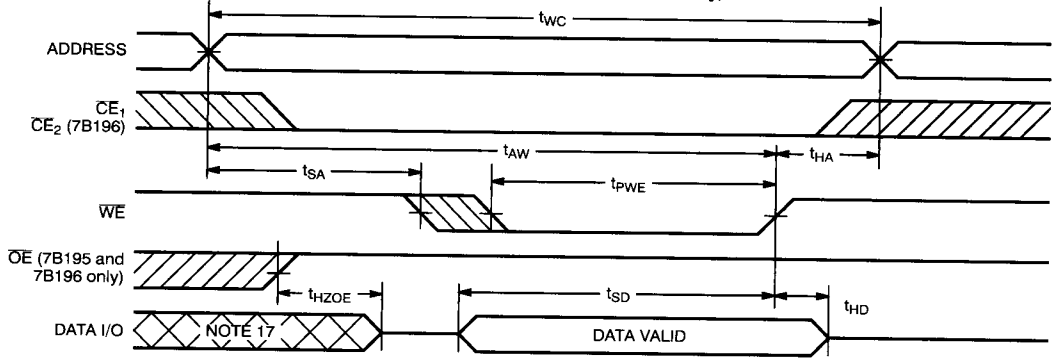 tWC
ADDRESS
CE1
CE2 (7B196)
tAW
tHA
tSA
tPWE
WE
OE (7B195 and
7B196 only)
tHZOE
tSD
tHD
DATA I/O
NOTE 17
DATA VALID